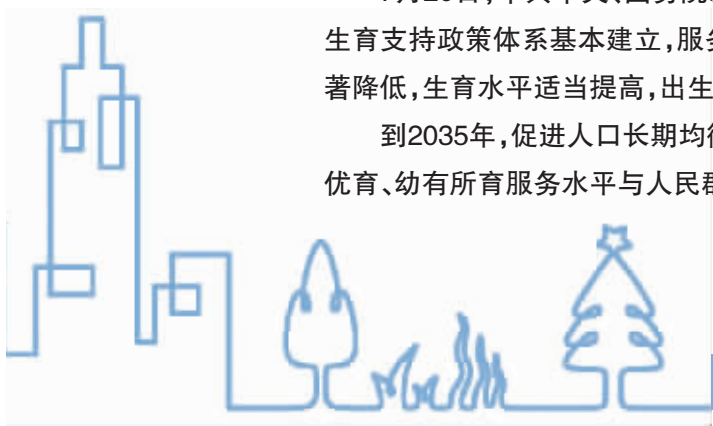 生育支持政策体系基本建立,服
著降低,生育水平适当提高,出生
到2035年,促进人口长期均
优育、幼有所育服务水平与人民